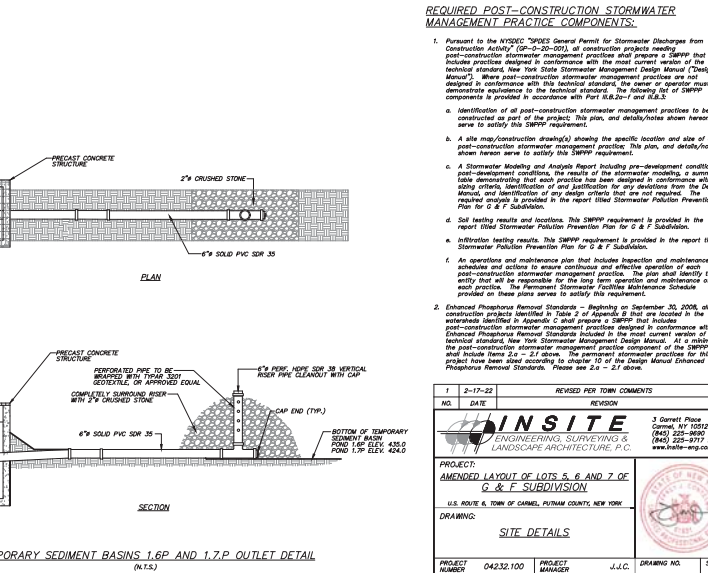 PRECAST CONCRETE
STRUCTURE
2"ø CRUSHED STONE
6"ø SOLID PVC SDR 35
PLAN
PRECAST CONCRETE
STRUCTURE
PERFORATED PIPE TO BE
WRAPPED WITH TYPAR 3201
GEOTEXTILE, OR APPROVED EQUAL
COMPLETELY SURROUND RISER
WITH 2"ø CRUSHED STONE
6"ø PERF. HDPE SDR 38 VERTICAL
RISER PIPE CLEANOUT WITH CAP
CAP END (TYP.)
6"ø SOLID PVC SDR 35
BOTTOM OF TEMPORARY
SEDIMENT BASIN
POND 1.6P ELEV. 435.0
POND 1.7P ELEV. 424.0
SECTION
PORARY SEDIMENT BASINS 1.6P AND 1.7.P OUTLET DETAIL
(N.T.S.)
REQUIRED POST-CONSTRUCTION STORMWATER
MANAGEMENT PRACTICE COMPONENTS:
1. Pursuant to the NYSDEC "SPDES General Permit for Stormwater Discharges from
Construction Activity" (GP-0-20-001), all construction projects needing
post-construction stormwater management practices shall prepare a SWPPP that
includes practices designed in conformance with the most current version of the
technical standard, New York State Stormwater Management Design Manual ("Desig
Manual"). Where post-construction stormwater management practices are not
designed in conformance with this technical standard, the owner or operator must
demonstrate equivalence to the technical standard. The following list of SWPPP
components is provided in accordance with Part III.B.2a-f and III.B.3:
a. Identification of all post-construction stormwater management practices to be
constructed as part of the project; This plan, and details/notes shown hereon
serve to satisfy this SWPPP requirement.
b. A site map/construction drawing(s) showing the specific location and size of
post-construction stormwater management practice; This plan, and details/no
shown hereon serve to satisfy this SWPPP requirement.
c. A Stormwater Modeling and Analysis Report including pre-development conditio
post-development conditions, the results of the stormwater modeling, a summ
table demonstrating that each practice has been designed in conformance with
sizing criteria, identification of and justification for any deviations from the De
Manual, and identification of any design criteria that are not required. The
required analysis is provided in the report titled Stormwater Pollution Preventio
Plan for G & F Subdivision.
d. Soil testing results and locations. This SWPPP requirement is provided in the
report titled Stormwater Pollution Prevention Plan for G & F Subdivision.
e. Infiltration testing results. This SWPPP requirement is provided in the report ti
Stormwater Pollution Prevention Plan for G & F Subdivision.
f. An operations and maintenance plan that includes inspection and maintenance
schedules and actions to ensure continuous and effective operation of each
post-construction stormwater management practice. The plan shall identify t
entity that will be responsible for the long term operation and maintenance o
each practice. The Permanent Stormwater Facilities Maintenance Schedule
provided on these plans serves to satisfy this requirement.
2. Enhanced Phosphorus Removal Standards - Beginning on September 30, 2008, all
construction projects identified in Table 2 of Appendix B that are located in the
watersheds identified in Appendix C shall prepare a SWPPP that includes
post-construction stormwater management practices designed in conformance with
Enhanced Phosphorus Removal Standards included in the most current version of
technical standard, New York Stormwater Management Design Manual. At a minim
the post-construction stormwater management practice component of the SWPPP
shall include items 2.a - 2.f above. The permanent stormwater practices for this
project have been sized according to chapter 10 of the Design Manual Enhanced
Phosphorus Removal Standards. Please see 2.a - 2.f above.
1 2-17-22 REVISED PER TOWN COMMENTS
NO. DATE REVISION
INSITE
ENGINEERING, SURVEYING &
LANDSCAPE ARCHITECTURE, P.C.
3 Garrett Place
Carmel, NY 10512
(845) 225-9690
(845) 225-9717
www.insite-eng.co
PROJECT:
AMENDED LAYOUT OF LOTS 5, 6 AND 7 OF
G & F SUBDIVISION
U.S. ROUTE 6, TOWN OF CARMEL, PUTNAM COUNTY, NEW YORK
DRAWING:
SITE DETAILS
PROJECT
NUMBER 04232.100 PROJECT
MANAGER J.J.C. DRAWING NO.